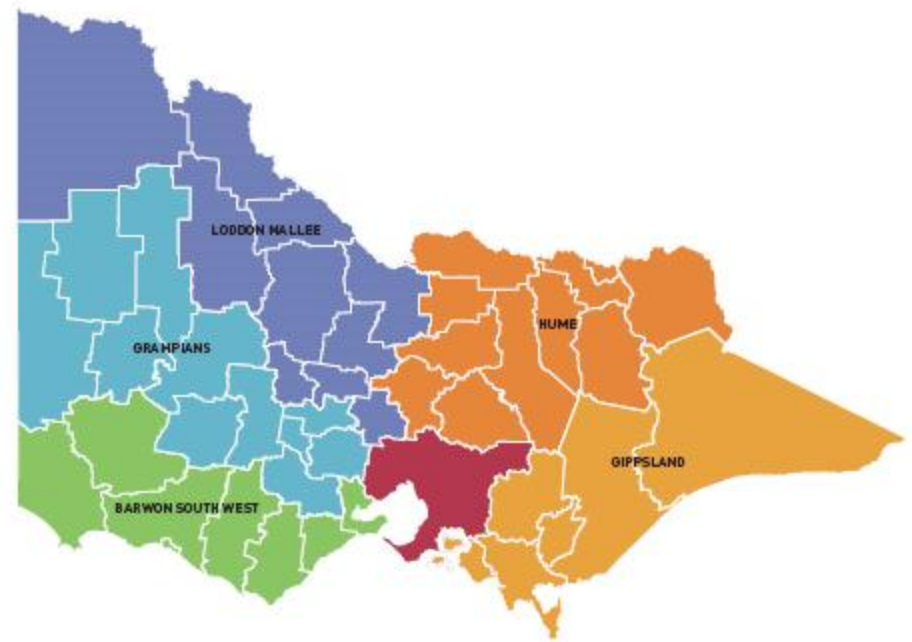 LODDON MALLEE
HUME
GRAMPIANS
GIPPSLAND
BARWON SOUTH WEST